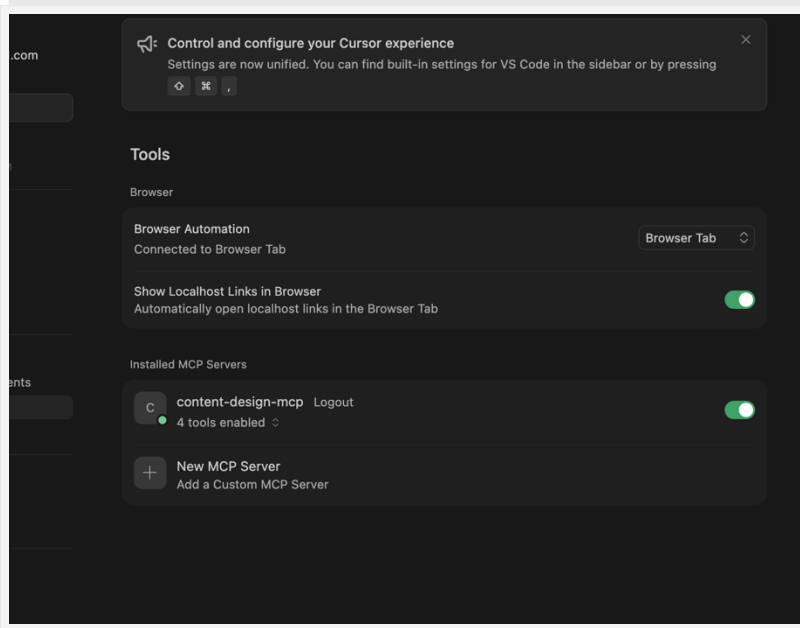 .com
Control and configure your Cursor experience
Settings are now unified. You can find built-in settings for VS Code in the sidebar or by pressing
⇧ ⌘ ,
Tools
Browser
Browser Automation
Connected to Browser Tab
Browser Tab
Show Localhost Links in Browser
Automatically open localhost links in the Browser Tab
Installed MCP Servers
ents
C
content-design-mcp Logout
4 tools enabled
New MCP Server
Add a Custom MCP Server